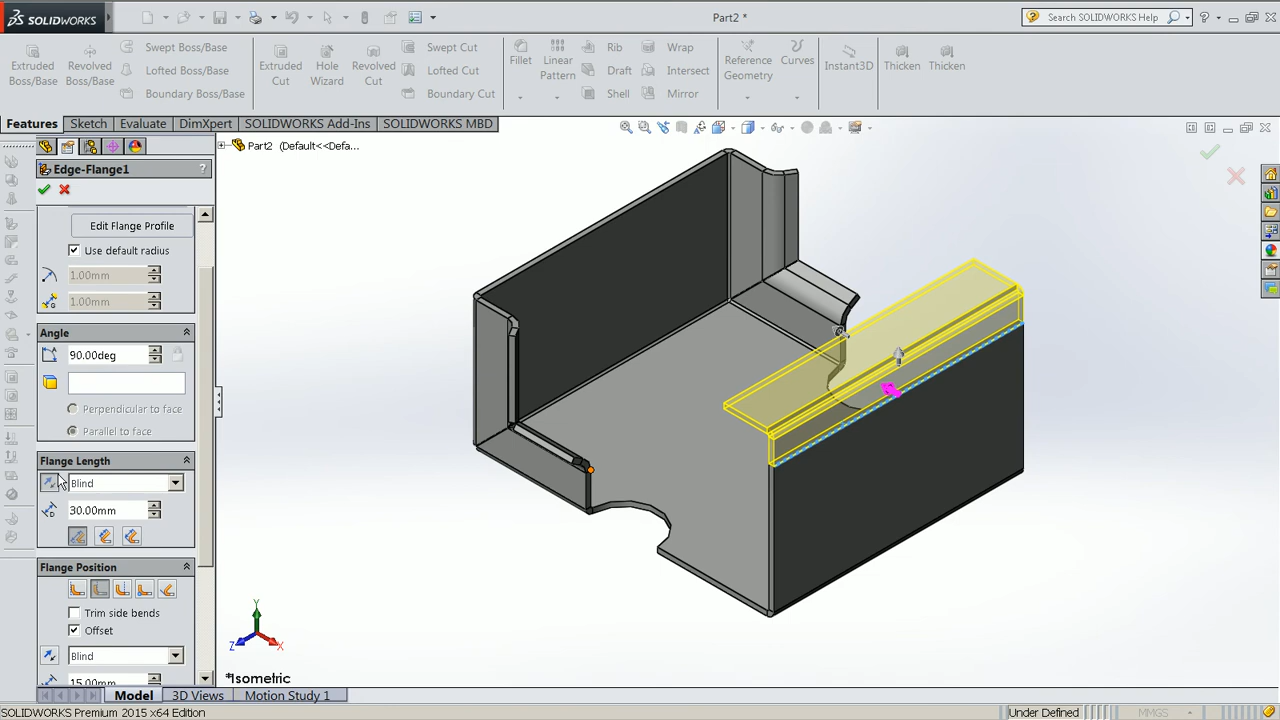 SOLIDWORKS
Part2 *
Search SOLIDWORKS Help
Extruded Boss/Base
Revolved Boss/Base
Swept Boss/Base
Lofted Boss/Base
Boundary Boss/Base
Extruded Cut
Hole Wizard
Revolved Cut
Swept Cut
Lofted Cut
Boundary Cut
Fillet
Linear Pattern
Rib
Draft
Shell
Wrap
Intersect
Mirror
Reference Geometry
Curves
Instant3D
Thicken
Thicken
Features
Sketch
Evaluate
DimXpert
SOLIDWORKS Add-Ins
SOLIDWORKS MBD
Part2 (Default<<Defa...
Edge-Flange1
?
Edit Flange Profile
Use default radius
1.00mm
1.00mm
Angle
90.00deg
Perpendicular to face
Parallel to face
Flange Length
Blind
30.00mm
Flange Position
Trim side bends
Offset
Blind
15.00mm
Y
Z
X
*Isometric
Model
3D Views
Motion Study 1
SOLIDWORKS Premium 2015 x64 Edition
Under Defined
MMGS